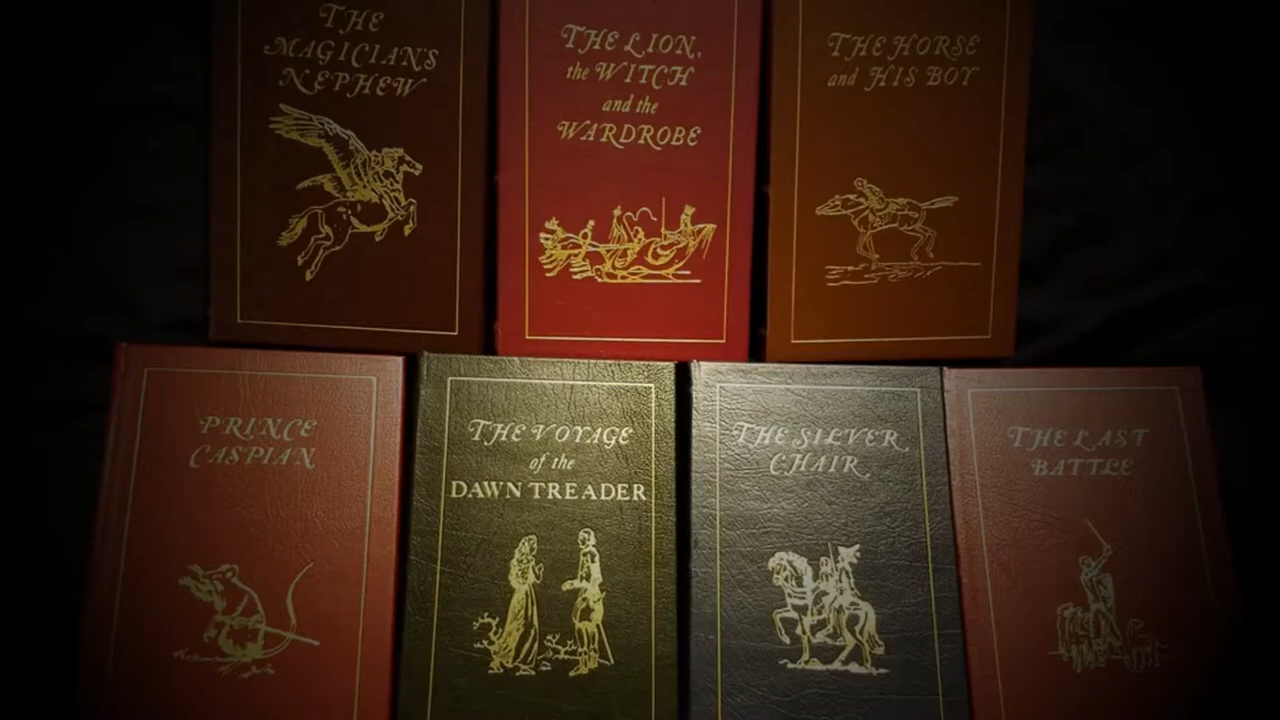 THE
MAGICIAN'S
NEPHEW
THE LION,
the WITCH
and the
WARDROBE
THE HORSE
and HIS BOY
PRINCE
CASPIAN
THE VOYAGE
of the
DAWN TREADER
THE SILVER
CHAIR
THE LAST
BATTLE